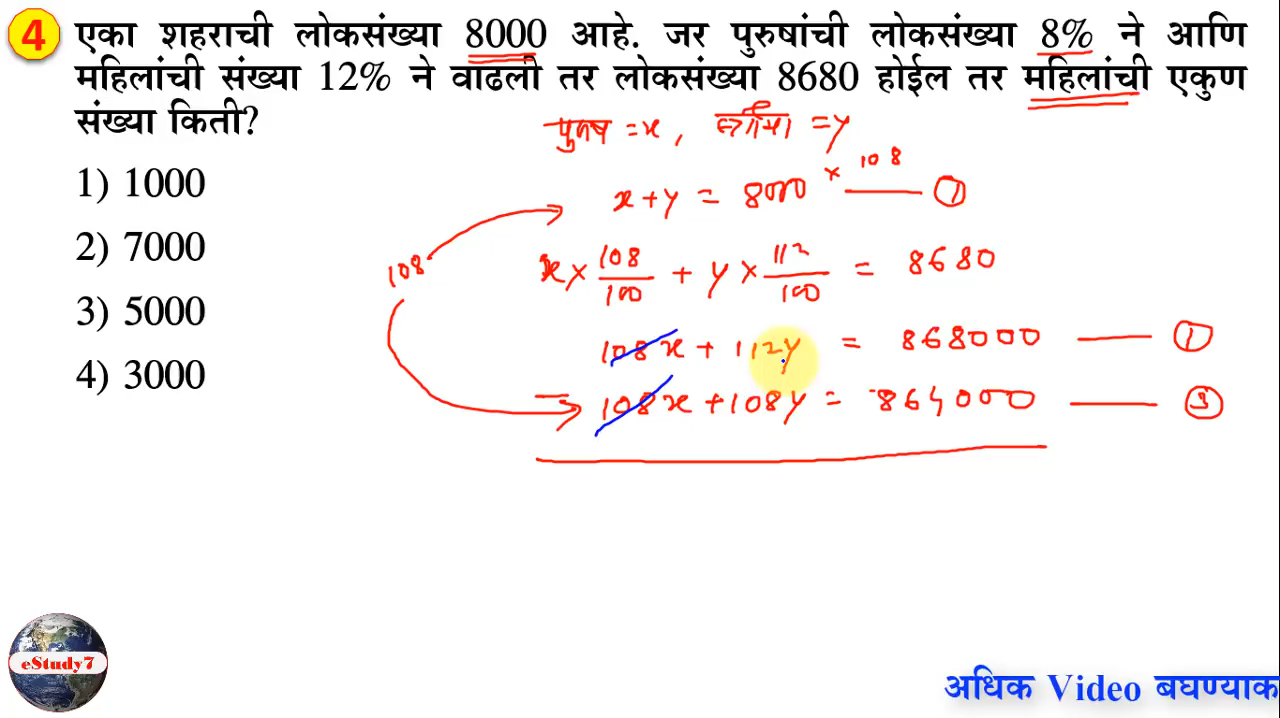 4 एका शहराची लोकसंख्या 8000 आहे. जर पुरुषांची लोकसंख्या 8% ने आणि
महिलांची संख्या 12% ने वाढली तर लोकसंख्या 8680 होईल तर महिलांची एकुण
संख्या किती?
पुरुष = x, = y
1) 1000
x + y = 8000 × 108 —— 1
2) 7000
108
x × 108/100 + y × 112/100 = 8680
3) 5000
108x + 112y = 868000 —— 1
4) 3000
108x + 108y = 864000 —— 3
eStudy7
अधिक Video बघण्याक